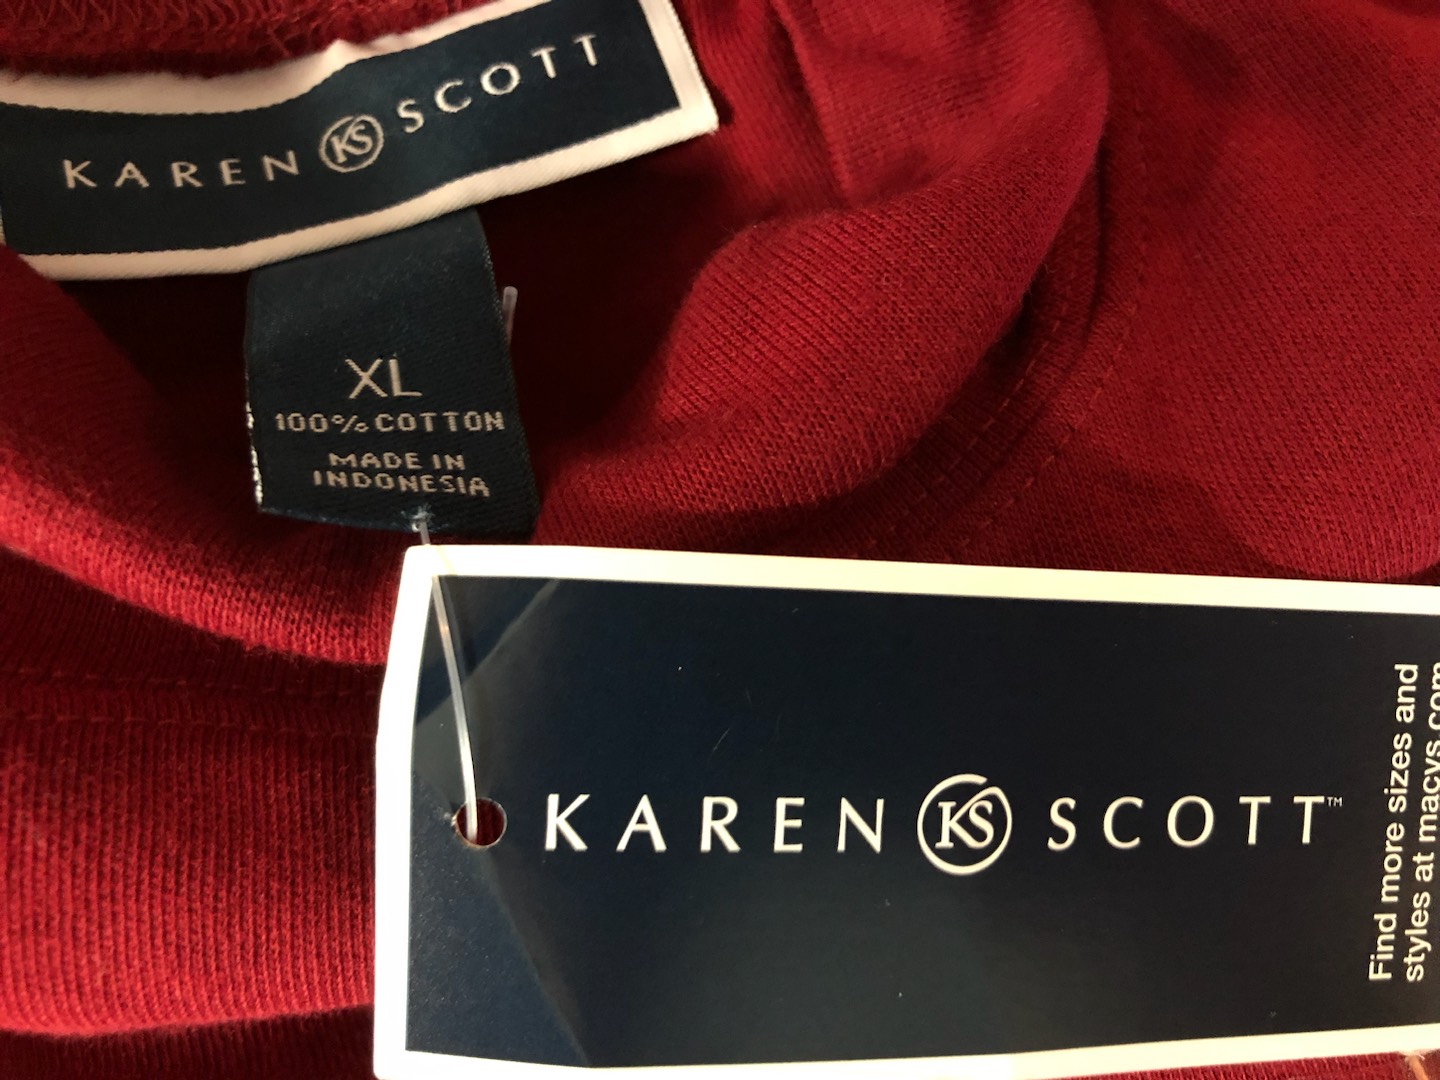 KAREN KS SCOTT
XL
100% COTTON
MADE IN
INDONESIA
KAREN KS SCOTT™
Find more sizes and
styles at macys.com